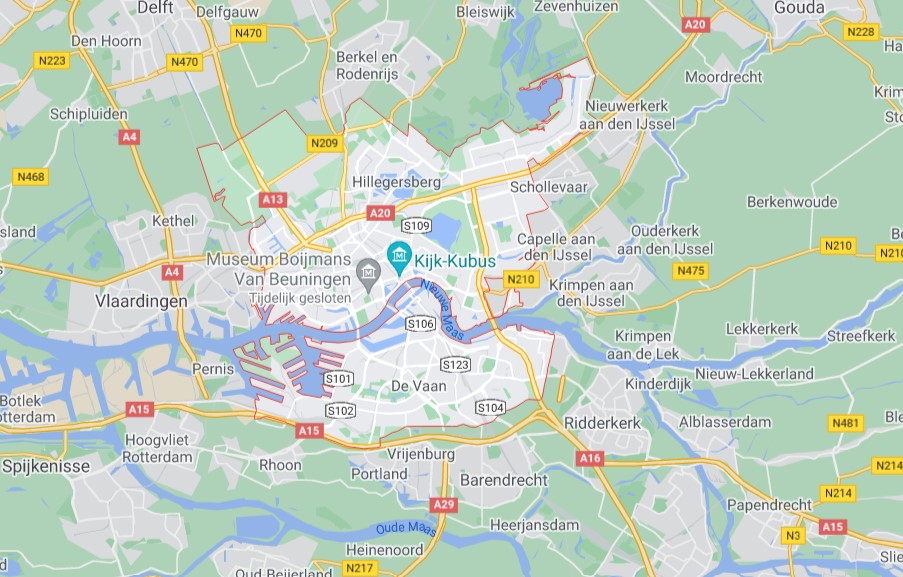 Delft
Delfgauw
Bleiswijk
Zevenhuizen
Gouda
A20
N470
N228
Den Hoorn
N223
N470
Berkel en
Rodenrijs
Moordrecht
Schipluiden
Nieuwerkerk
aan den IJssel
A4
N209
N468
Hillegersberg
Schollevaar
A13
A20
Berkenwoude
Kethel
S109
Capelle aan
den IJssel
Ouderkerk
aan den IJssel
N210
Museum Boijmans
Van Beuningen
Tijdelijk gesloten
Kijk-Kubus
A4
N210
N475
Krimpen aan
den IJssel
Vlaardingen
Nieuwe Maas
S106
Krimpen
aan de Lek
Lekkerkerk
Streefkerk
Pernis
S101
S123
De Vaan
Nieuw-Lekkerland
Kinderdijk
A15
S102
S104
A15
Ridderkerk
Alblasserdam
N481
Hoogvliet
Rotterdam
Vrijenburg
A16
Spijkenisse
Rhoon
Portland
Barendrecht
N214
N214
A29
Papendrecht
A15
Oude Maas
Heerjansdam
N3
Heinenoord
N217
Oud Beijerland